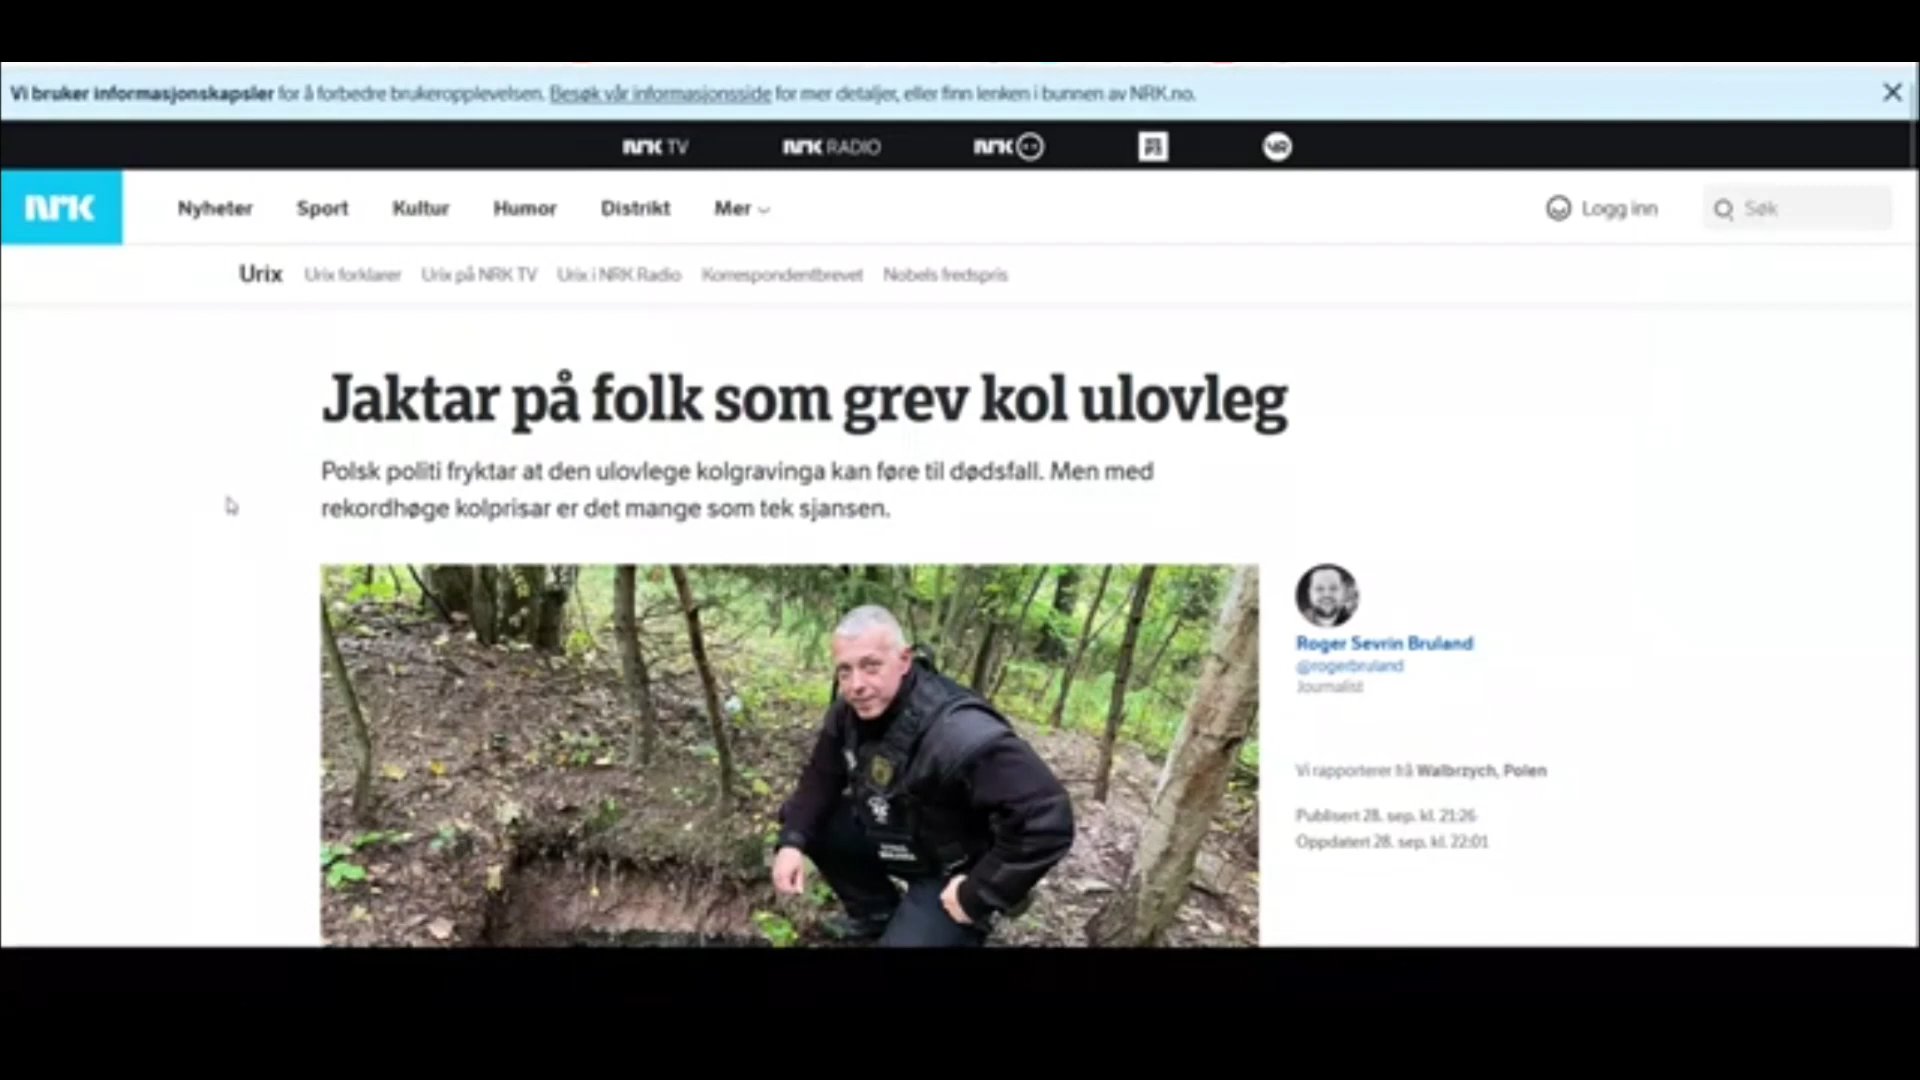 Vi bruker informasjonskapsler for å forbedre brukeropplevelsen. Besøk vår informasjonsside for mer detaljer, eller finn lenken i bunnen av NRK.no.
NRK TV NRK RADIO NRK P3 YR
NRK Nyheter Sport Kultur Humor Distrikt Mer Logg inn Søk
Urix Urix forklarer Urix på NRK TV Urix i NRK Radio Korrespondentbrevet Nobels fredspris
Jaktar på folk som grev kol ulovleg
Polsk politi fryktar at den ulovlege kolgravinga kan føre til dødsfall. Men med
rekordhøge kolprisar er det mange som tek sjansen.
Roger Sevrin Bruland
@rogerbruland
Journalist
Vi rapporterer frå Walbrzych, Polen
Publisert 28. sep. kl. 21:26
Oppdatert 28. sep. kl. 22:01